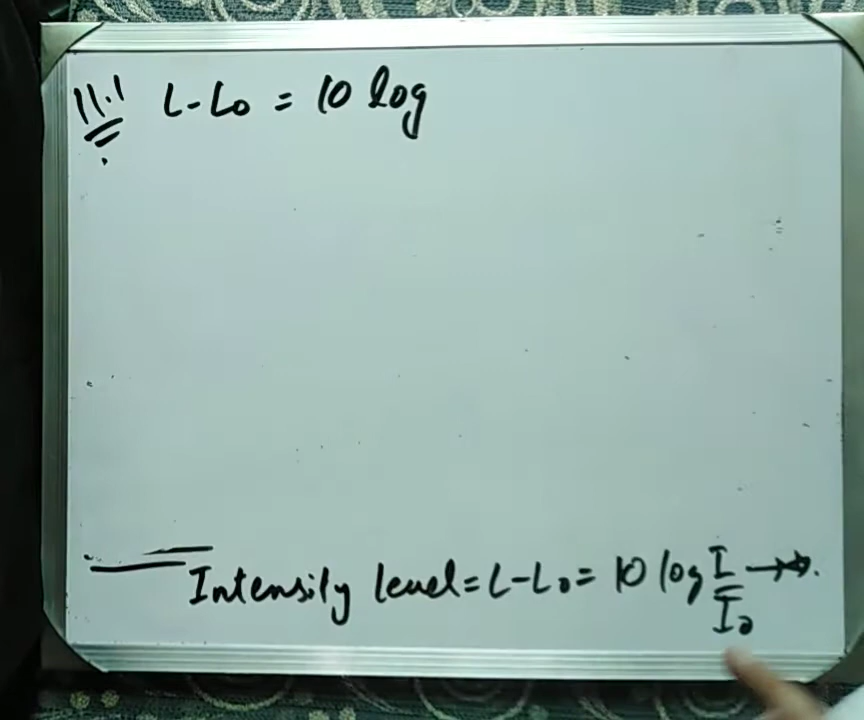 11.1 L-L₀ = 10 log
Intensity level = L-L₀ = 10 log I/I₀ →